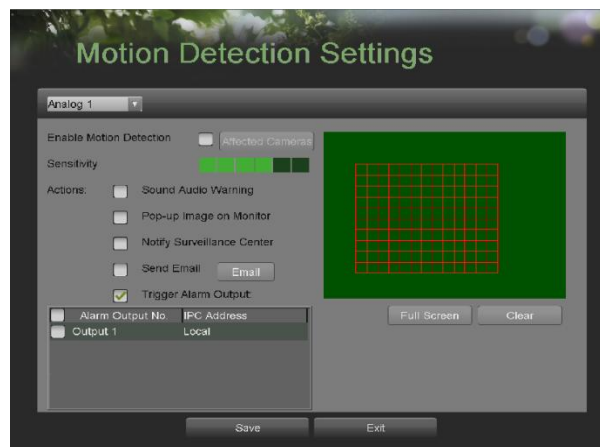 Motion Detection Settings
Analog 1
Enable Motion Detection Affected Cameras
Sensitivity
Actions: Sound Audio Warning
Pop-up Image on Monitor
Notify Surveillance Center
Send Email Email
Trigger Alarm Output:
Alarm Output No. IPC Address
Output 1 Local
Full Screen Clear
Save Exit